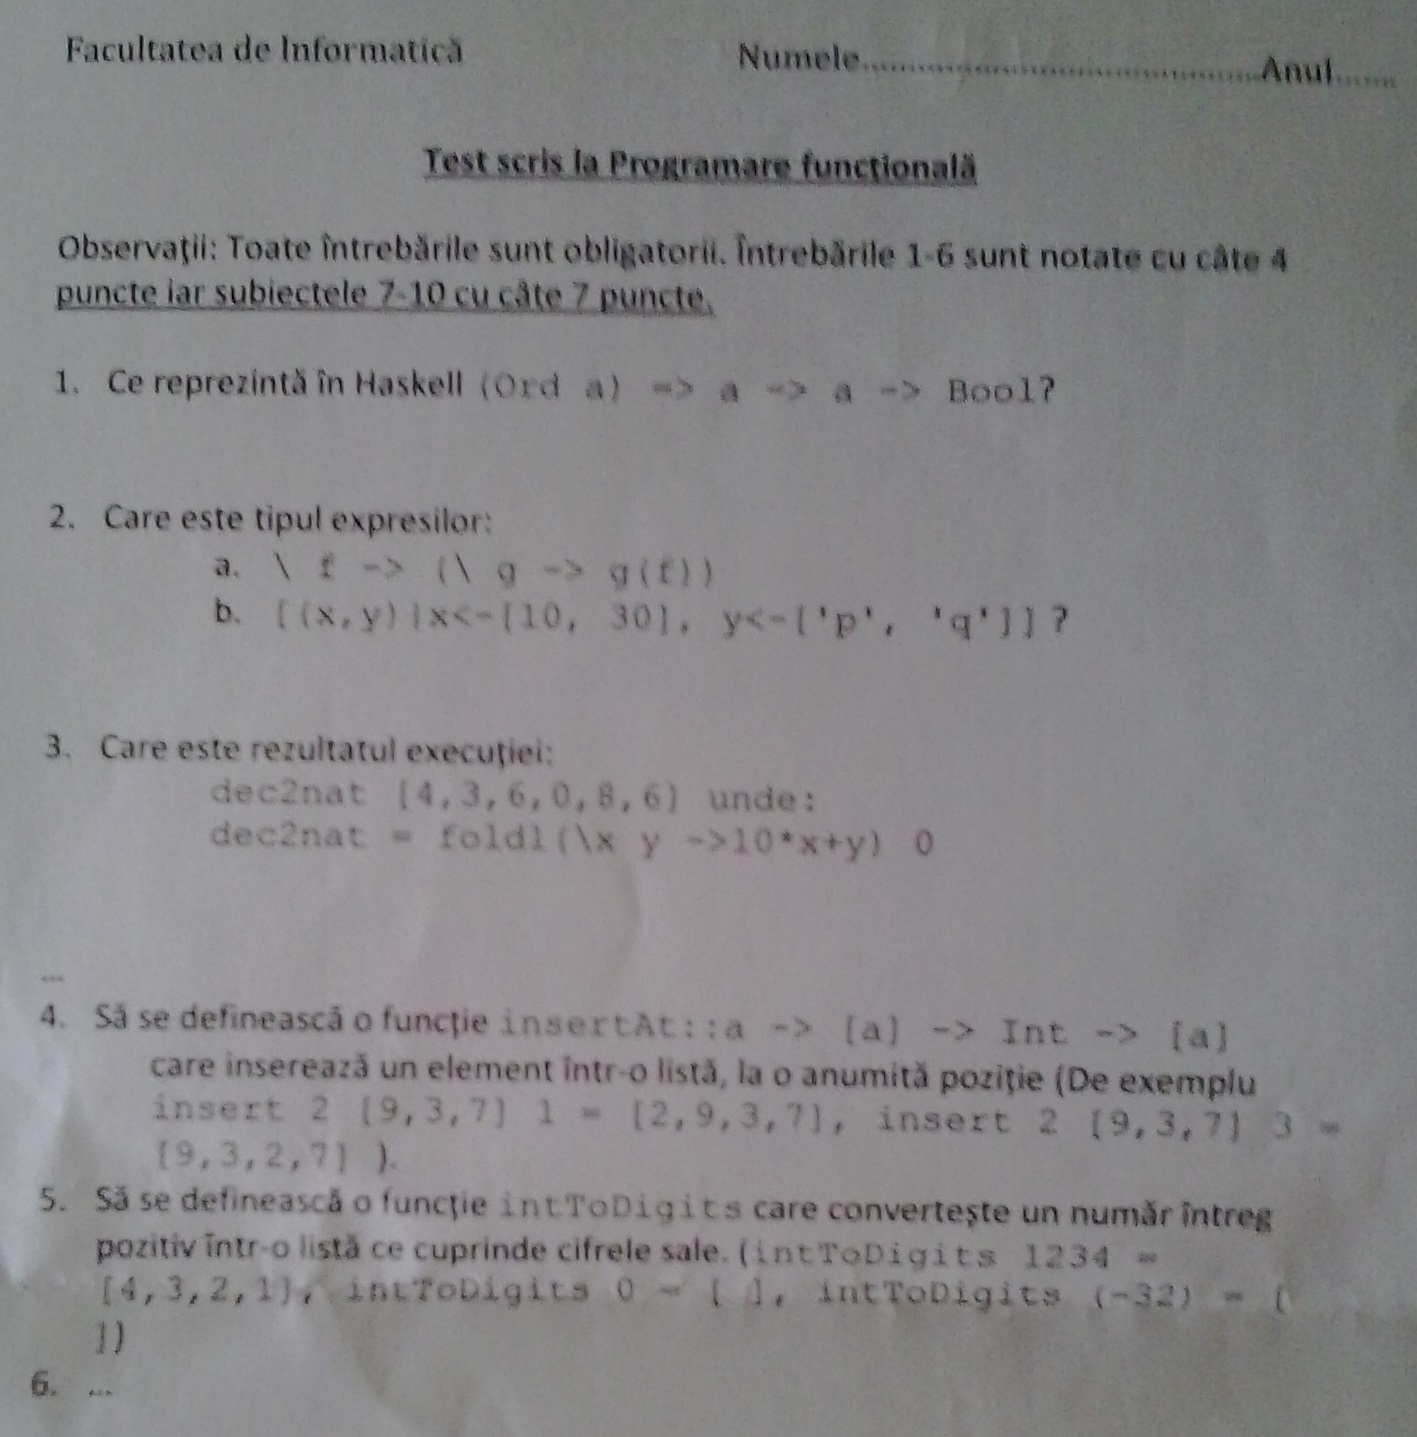 Facultatea de Informatică
Numele.......................................Anul.......
Test scris la Programare funcțională
Observaţii: Toate întrebările sunt obligatorii. Întrebările 1-6 sunt notate cu câte 4
puncte iar subiectele 7-10 cu câte 7 puncte.
1. Ce reprezintă în Haskell (Ord a) => a -> a -> Bool?
2. Care este tipul expresilor:
a. \ f -> (\ g -> g(f))
b. [(x,y)|x<-[10, 30], y<-['p', 'q']]?
3. Care este rezultatul execuţiei:
dec2nat [4,3,6,0,8,6] unde:
dec2nat = foldl(\x y ->10*x+y) 0
...
4. Să se definească o funcţie insertAt::a -> [a] -> Int -> [a]
care inserează un element într-o listă, la o anumită poziţie (De exemplu
insert 2 [9,3,7] 1 = [2,9,3,7], insert 2 [9,3,7] 3 =
[9,3,2,7] ).
5. Să se definească o funcţie intToDigits care converteşte un număr întreg
pozitiv într-o listă ce cuprinde cifrele sale. (intToDigits 1234 =
[4,3,2,1], intToDigits 0 = [ ], intToDigits (-32) = [
])
6. ...